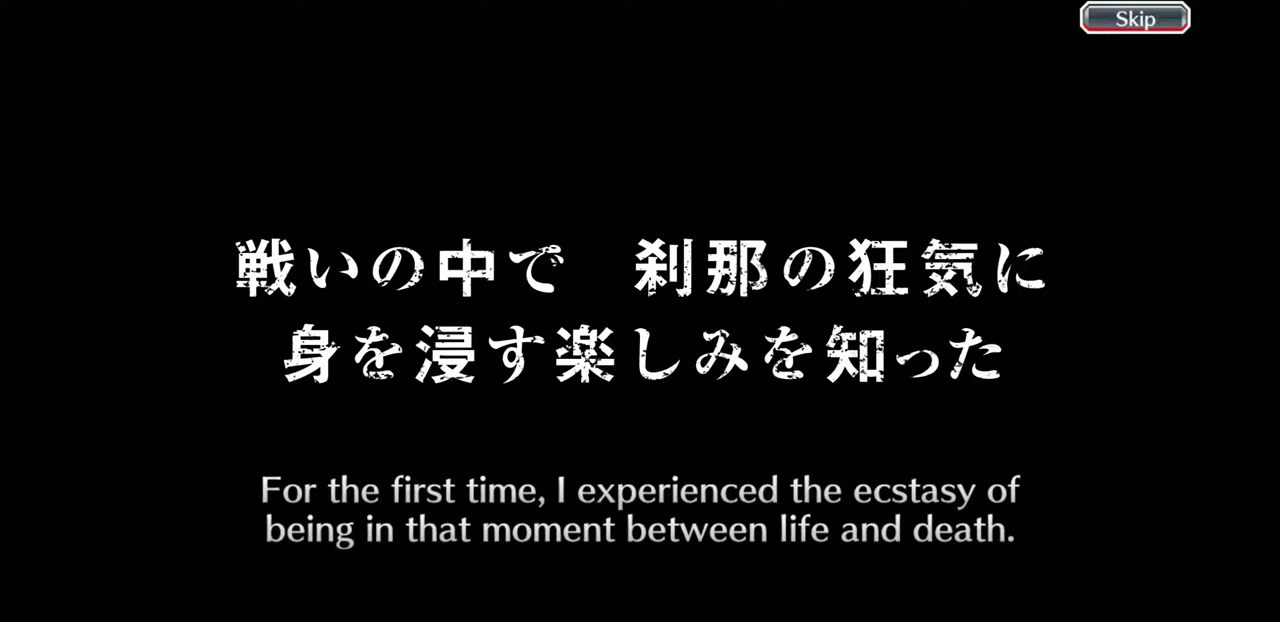 Skip
戦いの中で　刹那の狂気に
身を浸す楽しみを知った
For the first time, I experienced the ecstasy of
being in that moment between life and death.